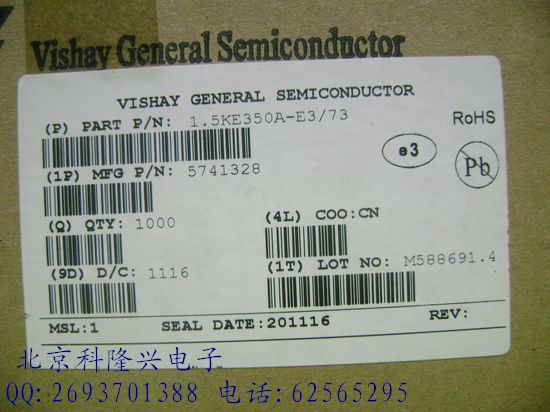 Vishay General Semiconductor
VISHAY GENERAL SEMICONDUCTOR
(P) PART P/N: 1.5KE350A-E3/73
RoHS
(1P) MFG P/N: 5741328
e3
Pb
(Q) QTY: 1000
(4L) COO:CN
(9D) D/C: 1116
(1T) LOT NO: M588691.4
MSL:1 SEAL DATE:201116 REV:
北京科隆兴电子
QQ:2693701388 电话:62565295